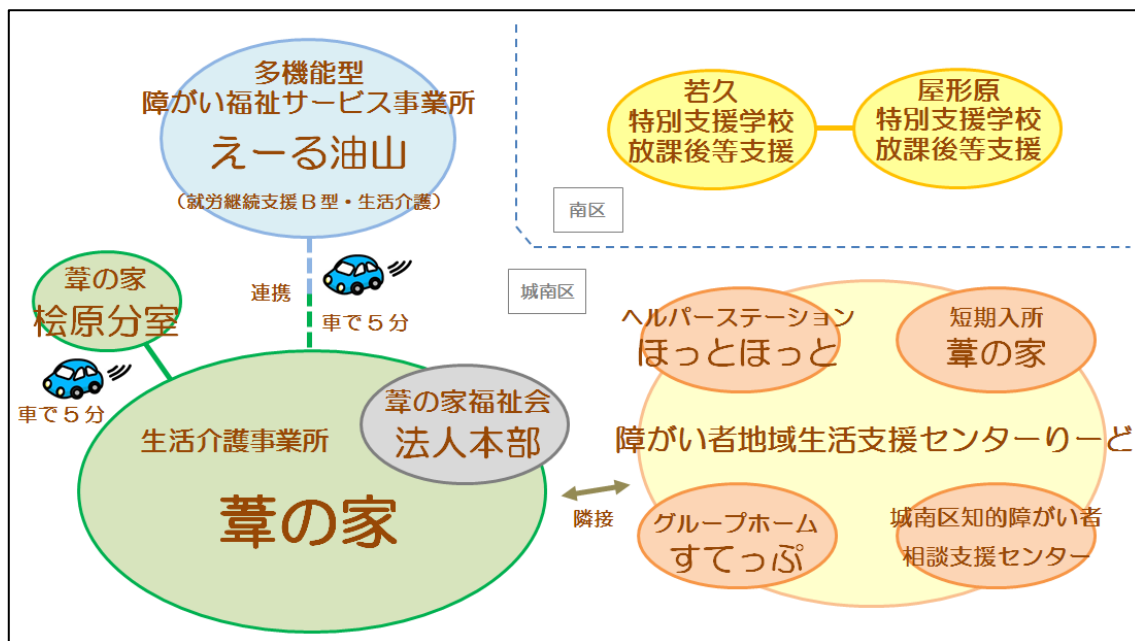 多機能型
障がい福祉サービス事業所
えーる油山
(就労継続支援B型・生活介護)
若久
特別支援学校
放課後等支援
屋形原
特別支援学校
放課後等支援
南区
城南区
連携
車で5分
葦の家
桧原分室
車で5分
生活介護事業所
葦の家
葦の家福祉会
法人本部
隣接
ヘルパーステーション
ほっとほっと
短期入所
葦の家
障がい者地域生活支援センターりーど
グループホーム
すてっぷ
城南区知的障がい者
相談支援センター